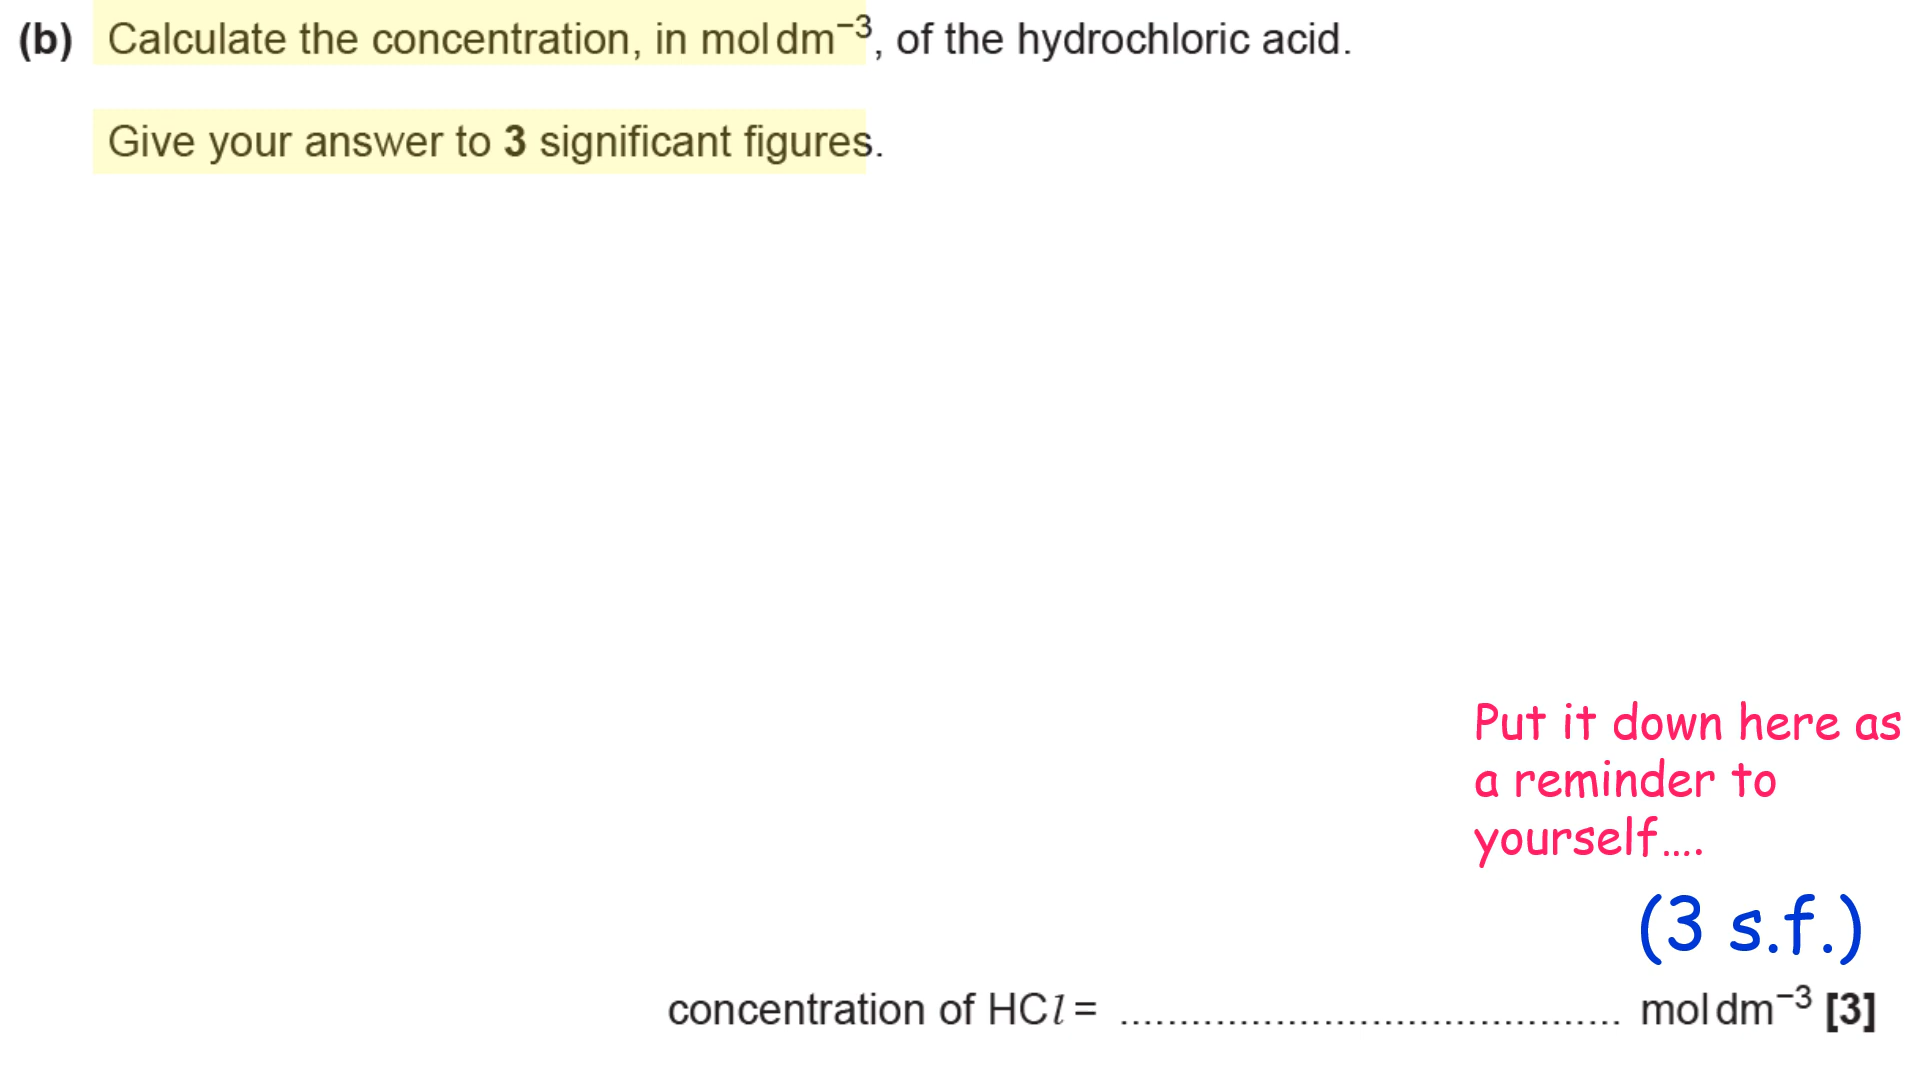 (b) Calculate the concentration, in mol dm⁻³, of the hydrochloric acid.
Give your answer to 3 significant figures.
Put it down here as
a reminder to
yourself....
(3 s.f.)
concentration of HCl = .......................................... mol dm⁻³ [3]